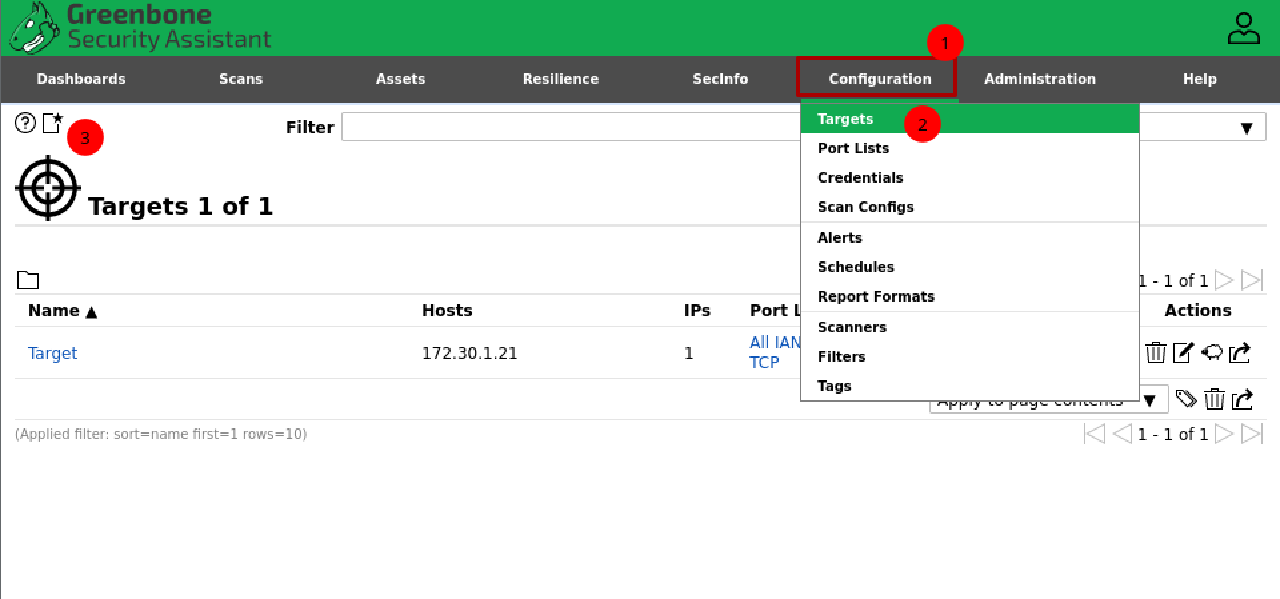 Greenbone
Security Assistant
1
Dashboards Scans Assets Resilience SecInfo Configuration Administration Help
3
Filter
Targets 2
Port Lists
Credentials
Scan Configs
Alerts
Schedules
Report Formats
Scanners
Filters
Tags
Targets 1 of 1
1 - 1 of 1
Name ▲ Hosts IPs Port L Actions
Target 172.30.1.21 1 All IAN
TCP
Apply to page contents
(Applied filter: sort=name first=1 rows=10) 1 - 1 of 1